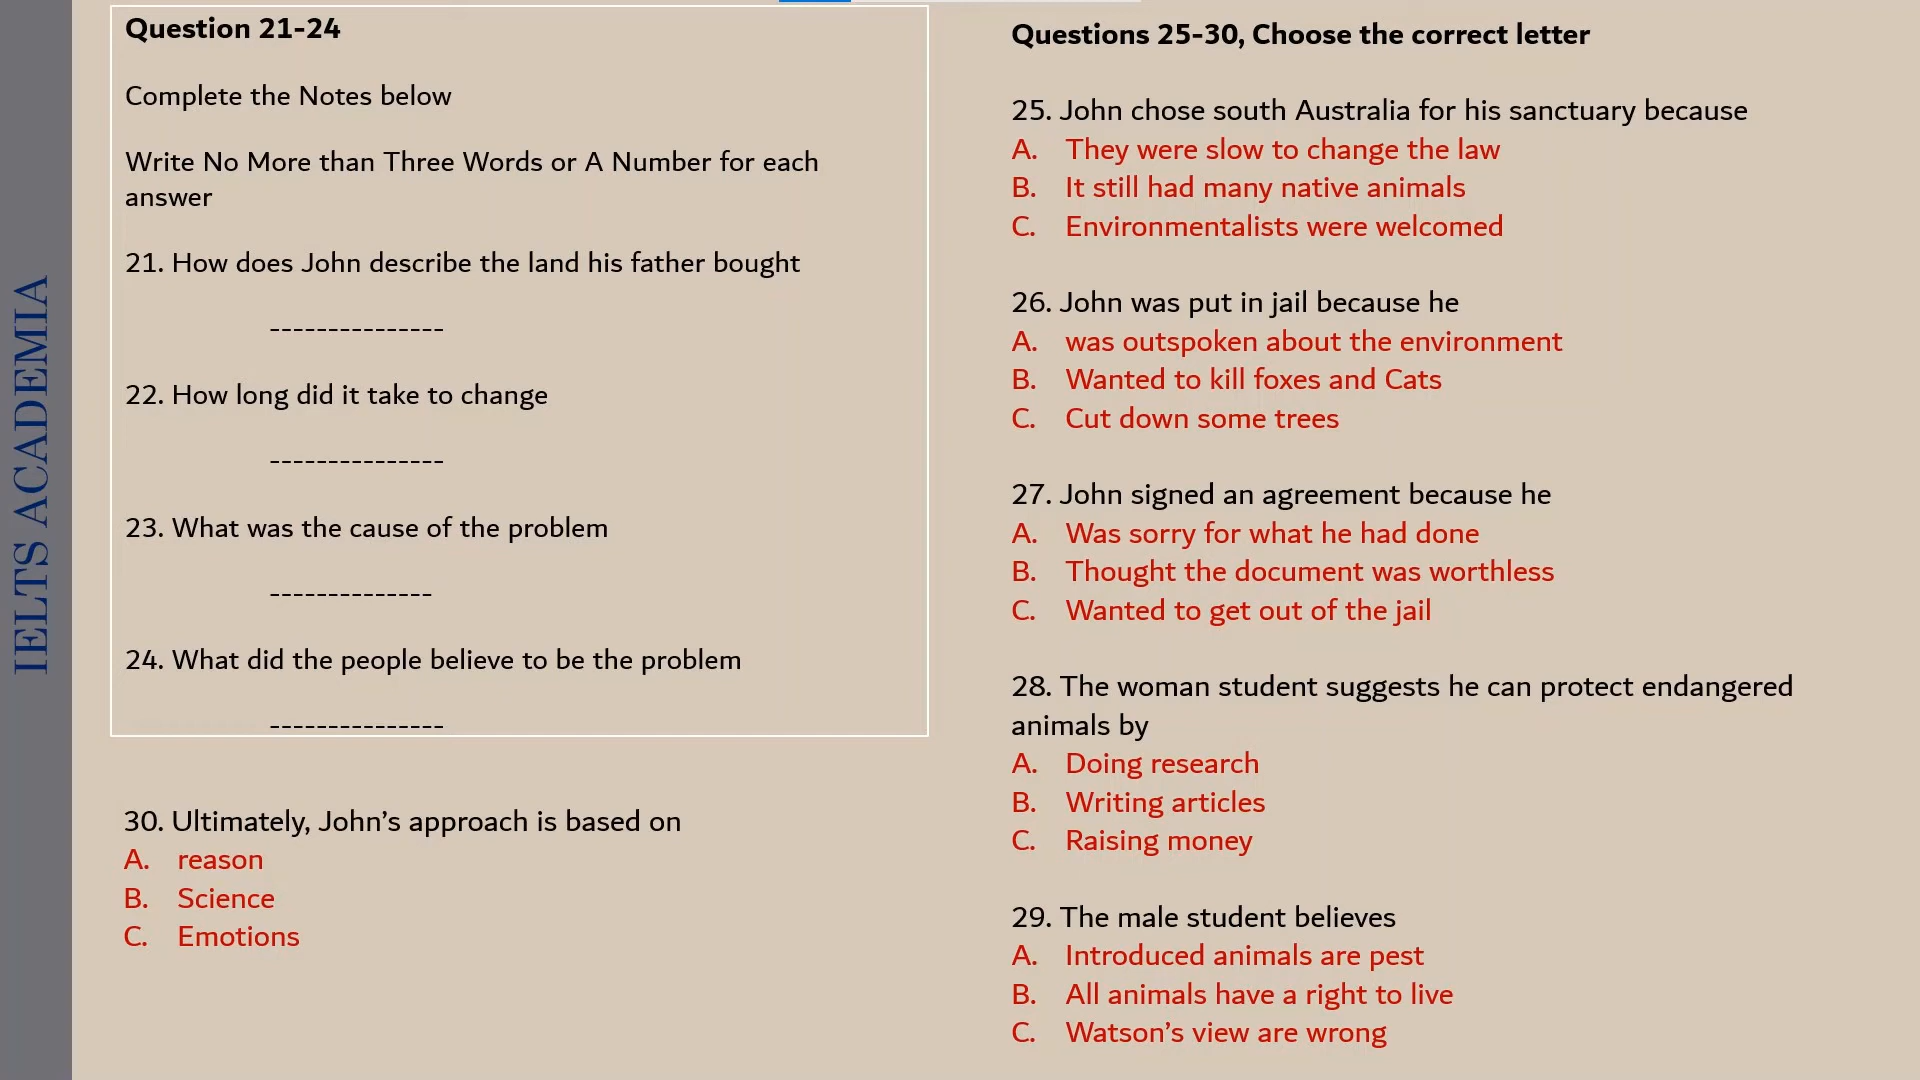 IELTS ACADEMIA
Question 21-24
Complete the Notes below
Write No More than Three Words or A Number for each
answer
21. How does John describe the land his father bought
---------------
22. How long did it take to change
---------------
23. What was the cause of the problem
--------------
24. What did the people believe to be the problem
---------------
30. Ultimately, John’s approach is based on
A. reason
B. Science
C. Emotions
Questions 25-30, Choose the correct letter
25. John chose south Australia for his sanctuary because
A. They were slow to change the law
B. It still had many native animals
C. Environmentalists were welcomed
26. John was put in jail because he
A. was outspoken about the environment
B. Wanted to kill foxes and Cats
C. Cut down some trees
27. John signed an agreement because he
A. Was sorry for what he had done
B. Thought the document was worthless
C. Wanted to get out of the jail
28. The woman student suggests he can protect endangered
animals by
A. Doing research
B. Writing articles
C. Raising money
29. The male student believes
A. Introduced animals are pest
B. All animals have a right to live
C. Watson’s view are wrong